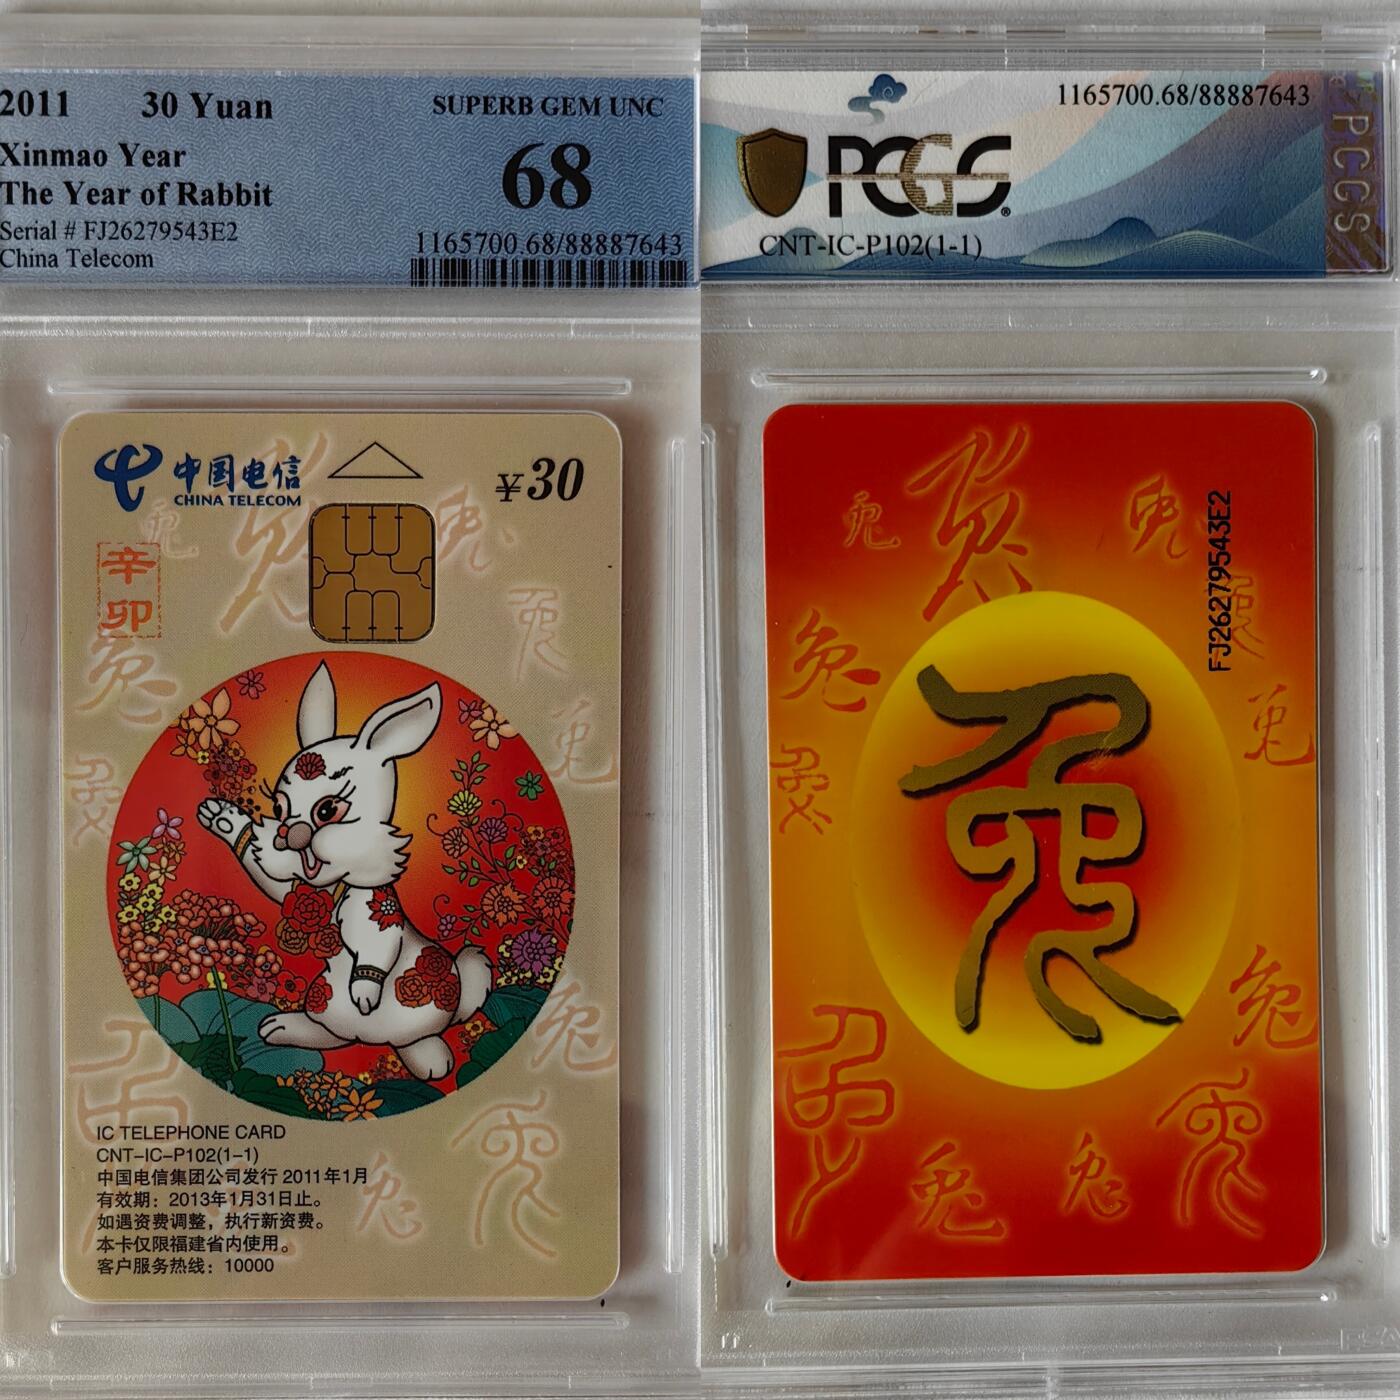 2011 30 Yuan
Xinmao Year
The Year of Rabbit
Serial # FJ26279543E2
China Telecom
SUPERB GEM UNC
68
1165700.68/88887643
中国电信
CHINA TELECOM
¥30
辛
卯
IC TELEPHONE CARD
CNT-IC-P102(1-1)
中国电信集团公司发行 2011年1月
有效期：2013年1月31日止。
如遇资费调整，执行新资费。
本卡仅限福建省内使用。
客户服务热线：10000
1165700.68/88887643
PCGS
CNT-IC-P102(1-1)
PCGS
FJ26279543E2
兔